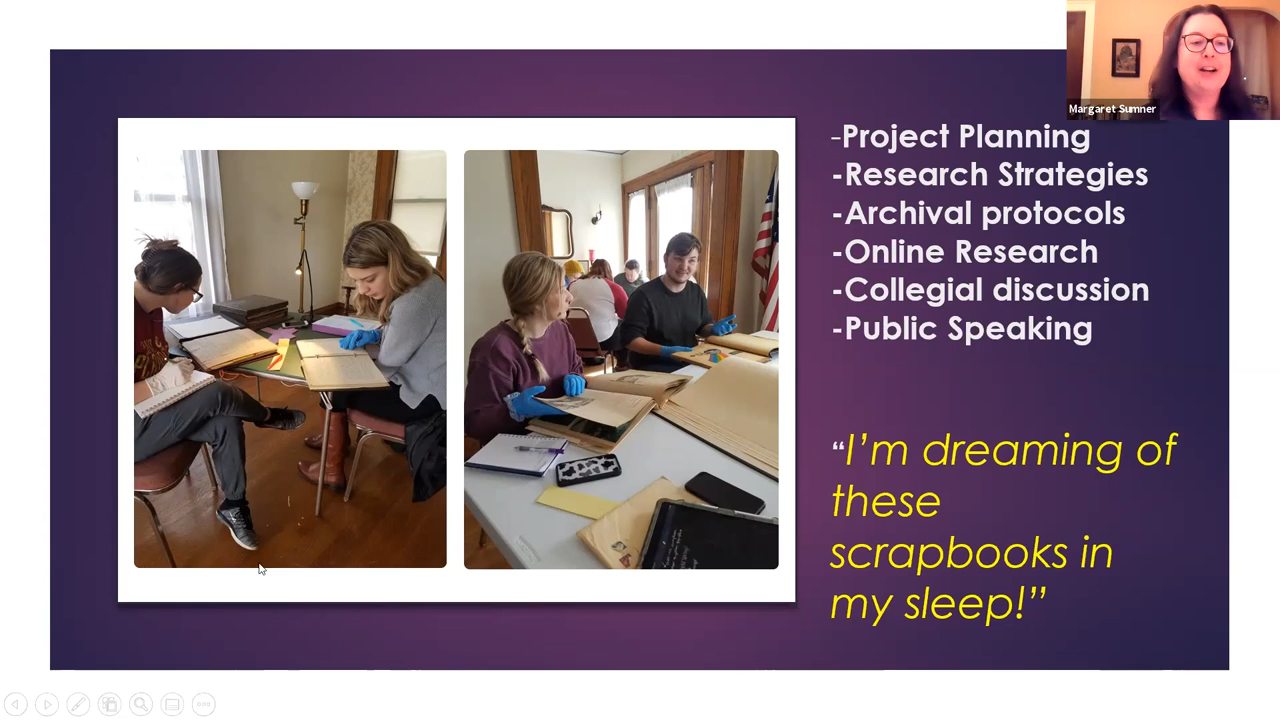 Margaret Sumner
-Project Planning
-Research Strategies
-Archival protocols
-Online Research
-Collegial discussion
-Public Speaking
“I’m dreaming of
these
scrapbooks in
my sleep!”